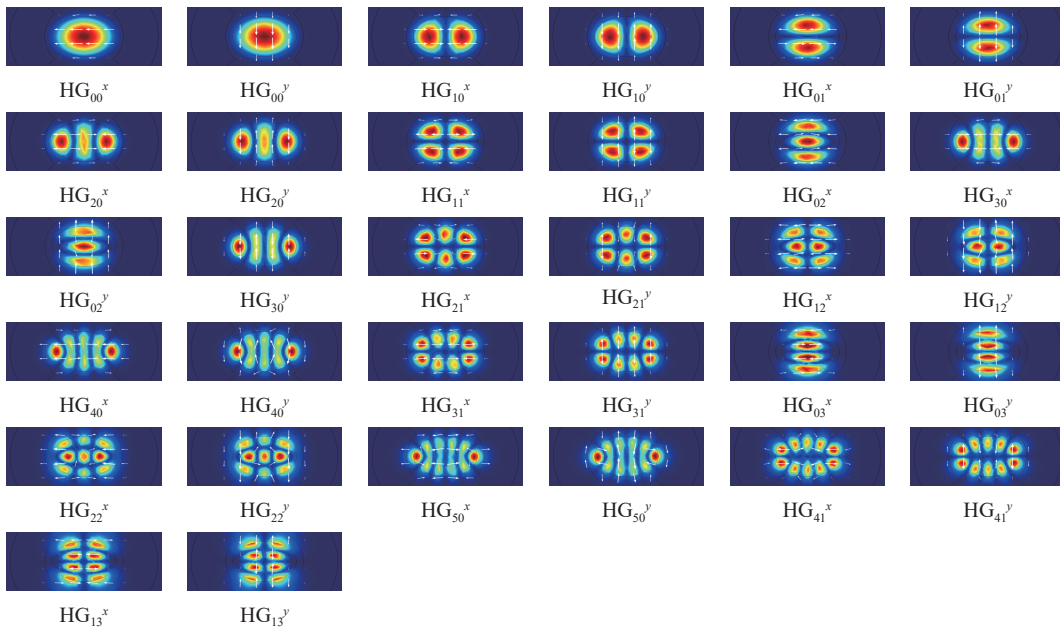 HG₀₀ˣ HG₀₀ʸ HG₁₀ˣ HG₁₀ʸ HG₀₁ˣ HG₀₁ʸ
HG₂₀ˣ HG₂₀ʸ HG₁₁ˣ HG₁₁ʸ HG₀₂ˣ HG₃₀ˣ
HG₀₂ʸ HG₃₀ʸ HG₂₁ˣ HG₂₁ʸ HG₁₂ˣ HG₁₂ʸ
HG₄₀ˣ HG₄₀ʸ HG₃₁ˣ HG₃₁ʸ HG₀₃ˣ HG₀₃ʸ
HG₂₂ˣ HG₂₂ʸ HG₅₀ˣ HG₅₀ʸ HG₄₁ˣ HG₄₁ʸ
HG₁₃ˣ HG₁₃ʸ